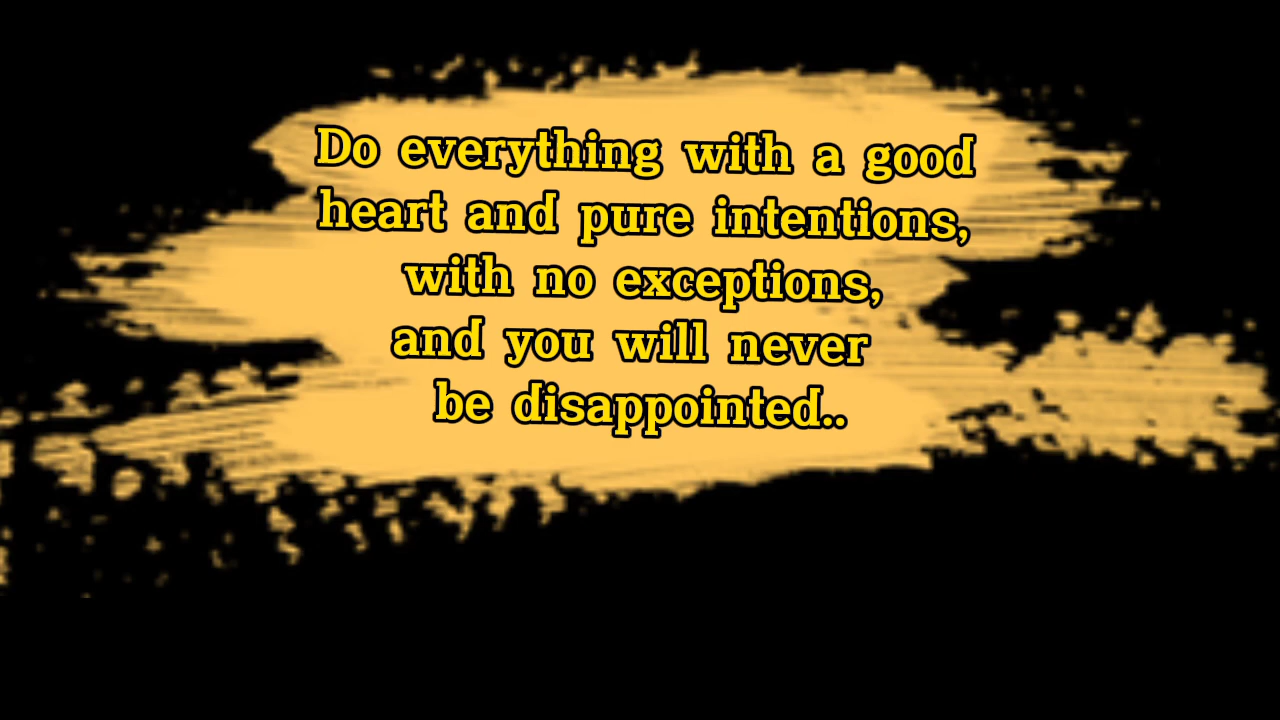 Do everything with a good
heart and pure intentions,
with no exceptions,
and you will never
be disappointed..